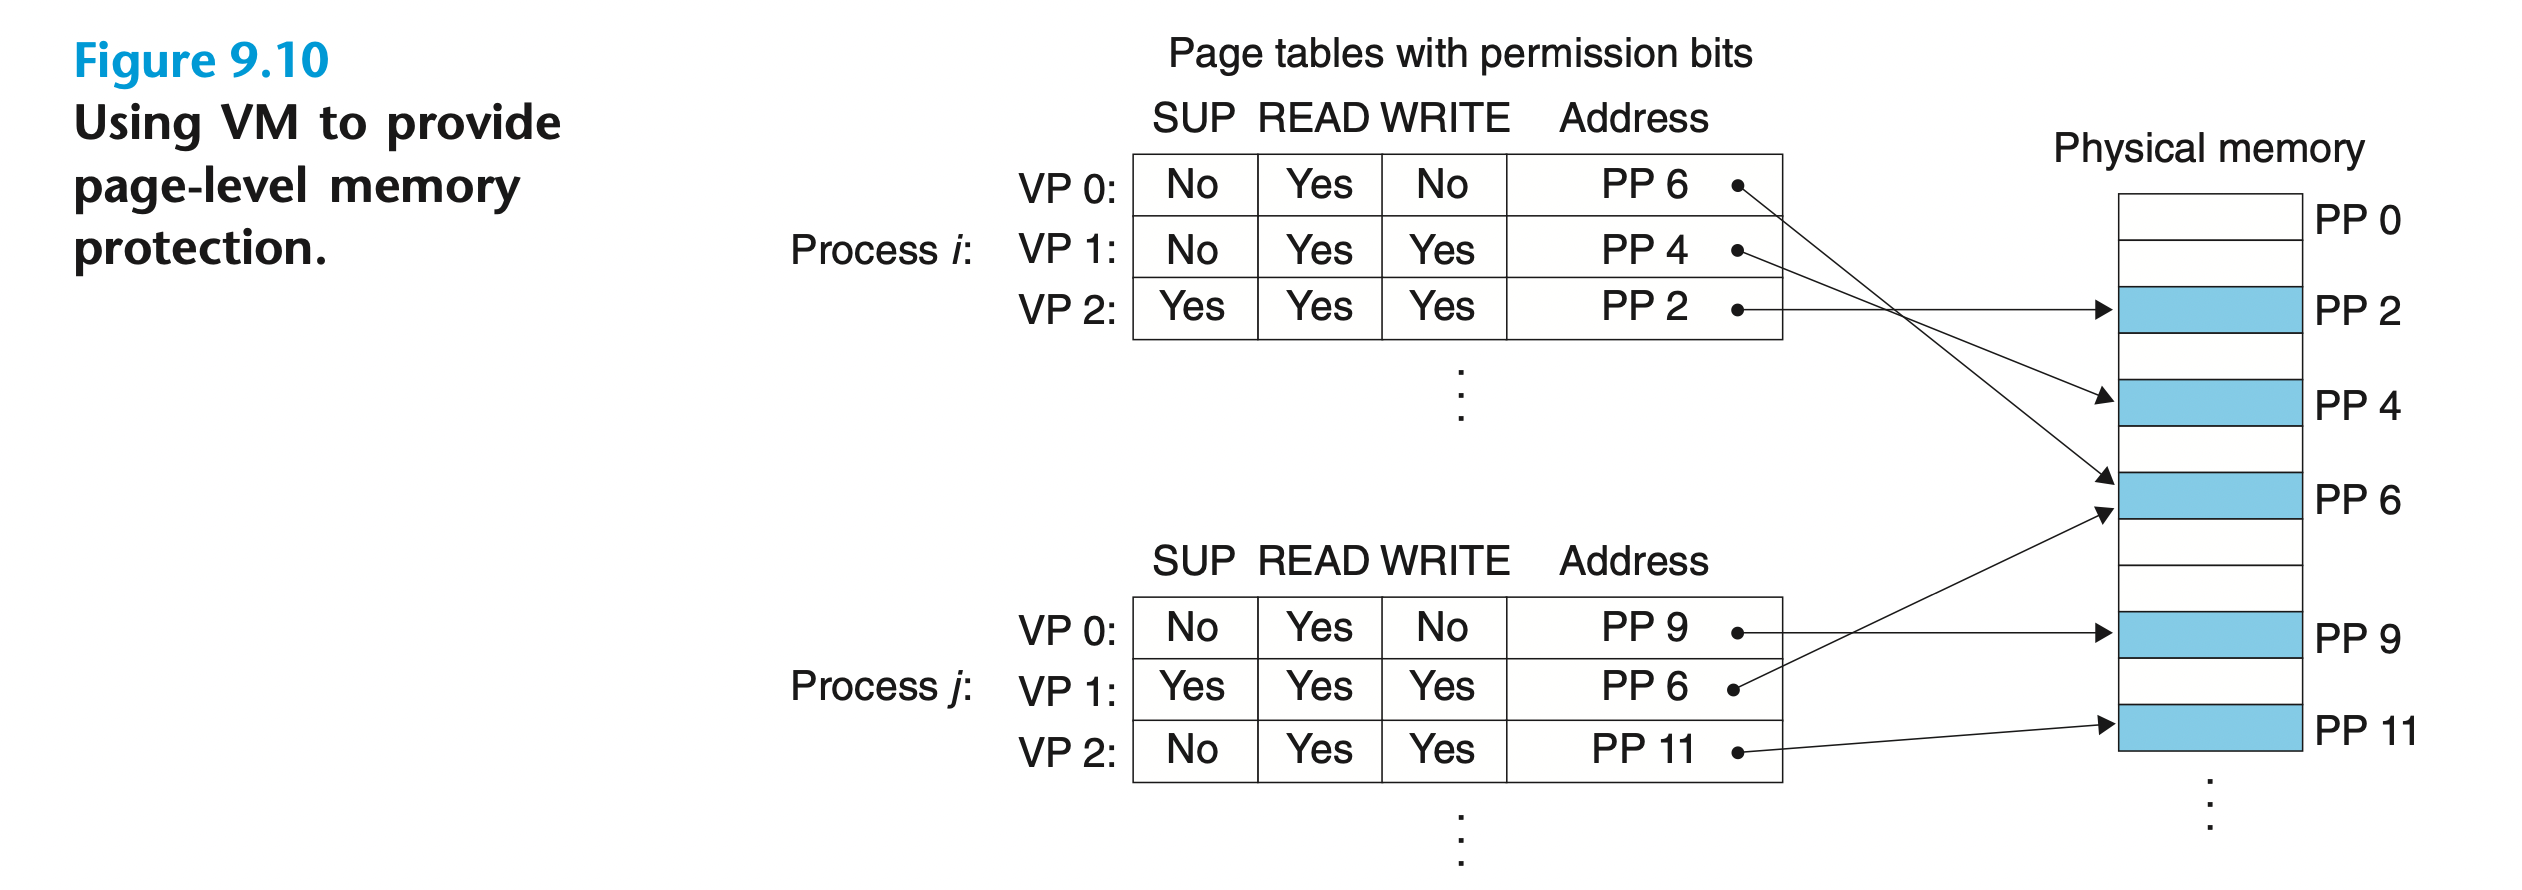 Figure 9.10
Using VM to provide
page-level memory
protection.
Page tables with permission bits
SUP READ WRITE Address
VP 0: No Yes No PP 6
Process i: VP 1: No Yes Yes PP 4
VP 2: Yes Yes Yes PP 2
SUP READ WRITE Address
VP 0: No Yes No PP 9
Process j: VP 1: Yes Yes Yes PP 6
VP 2: No Yes Yes PP 11
Physical memory
PP 0
PP 2
PP 4
PP 6
PP 9
PP 11